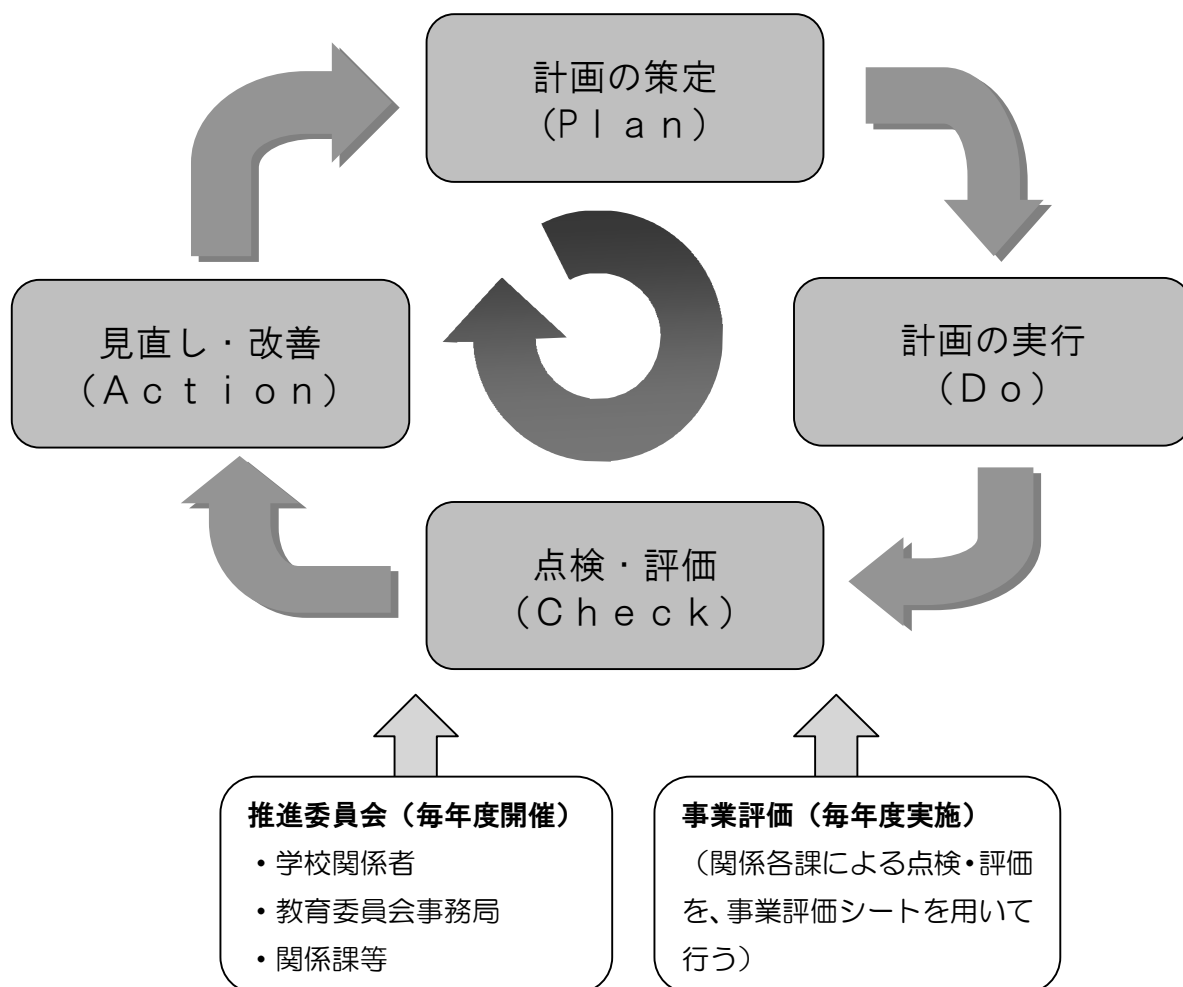 計画の策定
(Plan)
見直し・改善
(Action)
計画の実行
(Do)
点検・評価
(Check)
推進委員会(毎年度開催)
・学校関係者
・教育委員会事務局
・関係課等
事業評価(毎年度実施)
(関係各課による点検・評価
を、事業評価シートを用いて
行う)